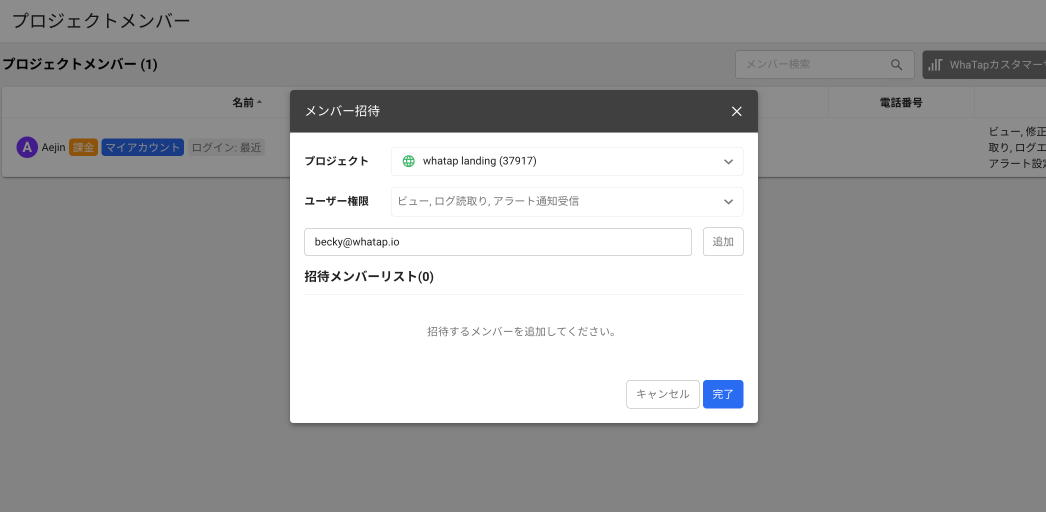 プロジェクトメンバー
プロジェクトメンバー (1)
メンバー検索
WhaTapカスタマー
名前
電話番号
A Aejin 課金 マイアカウント ログイン: 最近
ビュー, 修正
取り, ログエ
アラート設定
メンバー招待
プロジェクト
whatap landing (37917)
ユーザー権限
ビュー, ログ読取り, アラート通知受信
becky@whatap.io
追加
招待メンバーリスト(0)
招待するメンバーを追加してください。
キャンセル
完了